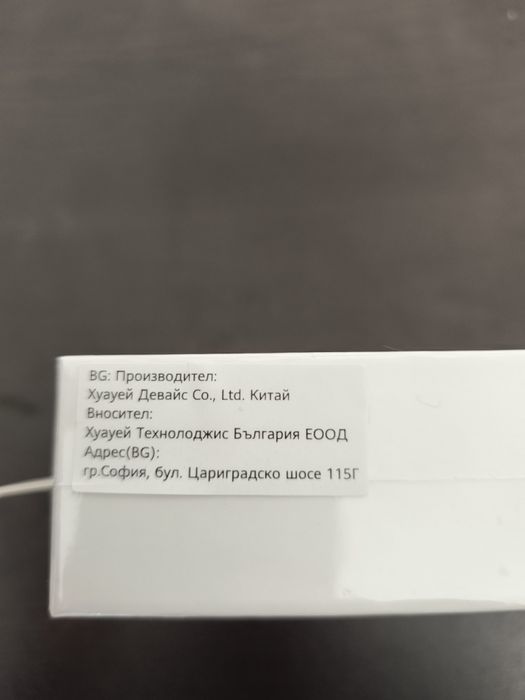 BG: Производител:
Хуауей Девайс Co., Ltd. Китай
Вносител:
Хуауей Технолоджис България ЕООД
Адрес(BG):
гр.София, бул. Цариградско шосе 115Г